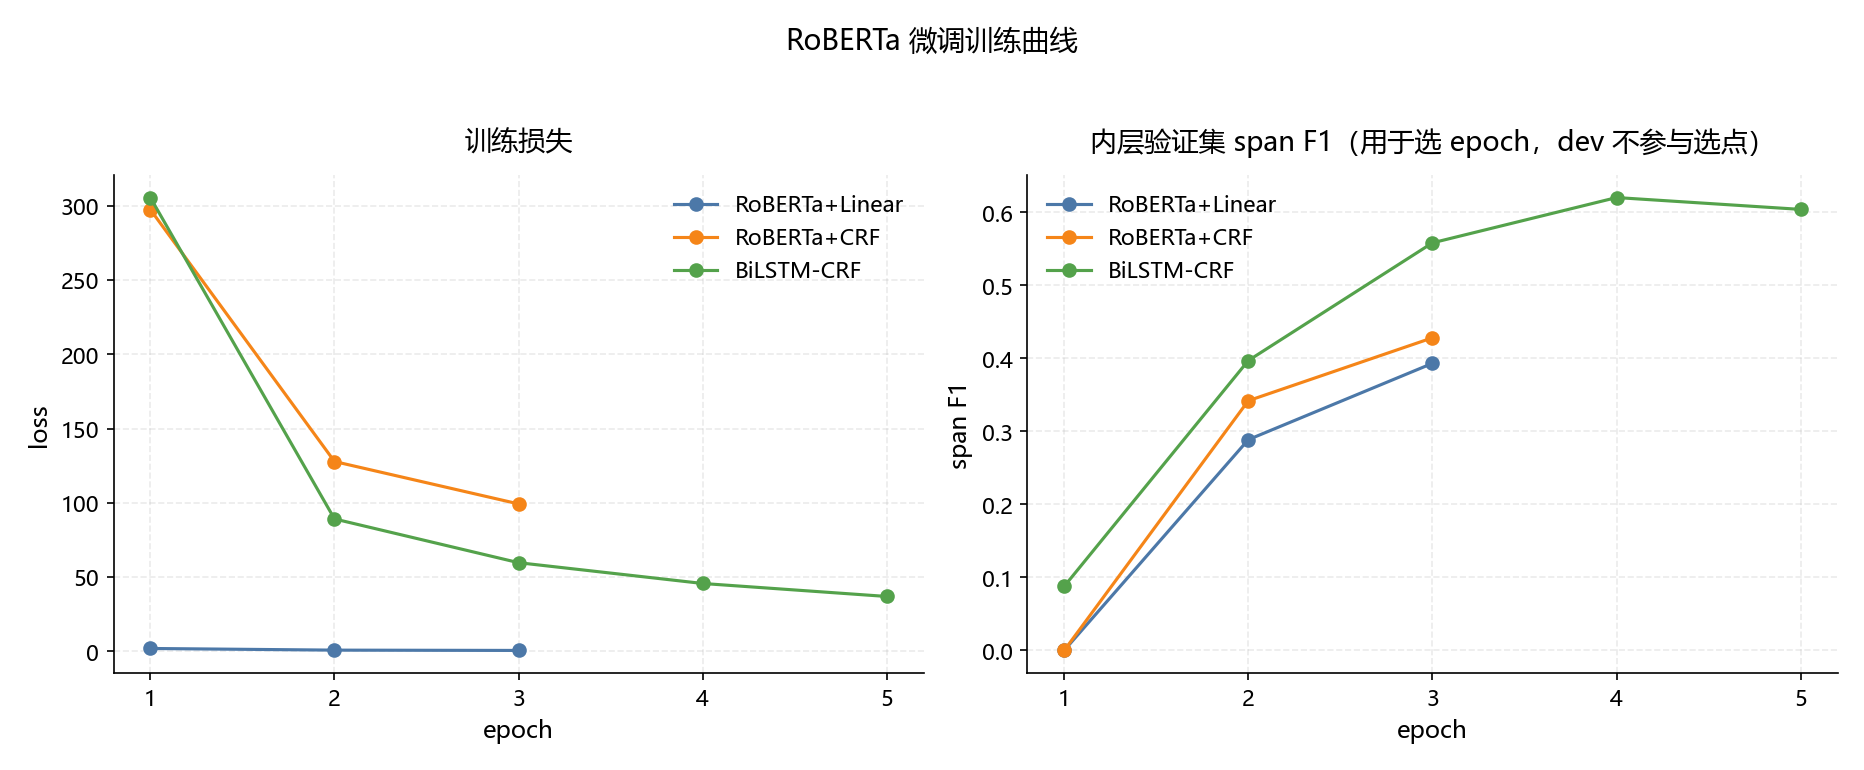 RoBERTa 微调训练曲线
训练损失
300
250
200
150
100
50
0
loss
1
2
3
4
5
epoch
RoBERTa+Linear
RoBERTa+CRF
BiLSTM-CRF
内层验证集 span F1（用于选 epoch，dev 不参与选点）
0.6
0.5
0.4
0.3
0.2
0.1
0.0
span F1
1
2
3
4
5
epoch
RoBERTa+Linear
RoBERTa+CRF
BiLSTM-CRF